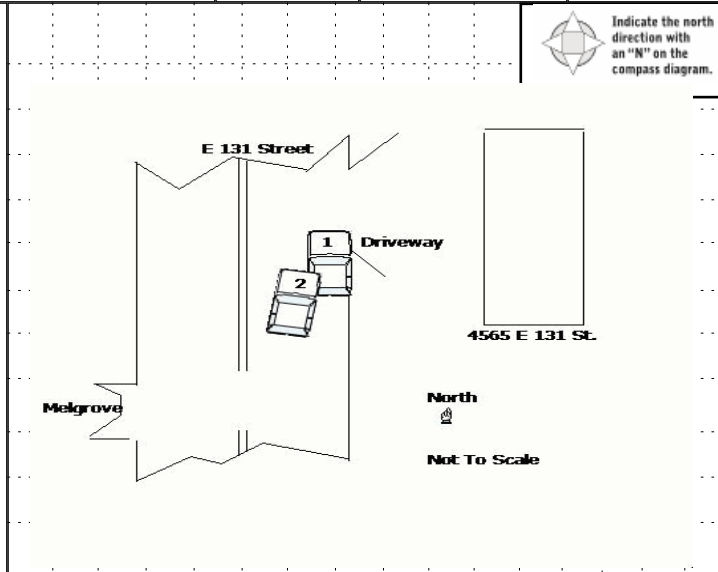 Indicate the north
direction with
an "N" on the
compass diagram.
E 131 Street
1 Driveway
2
4565 E 131 St.
North
Melgrove
Not To Scale